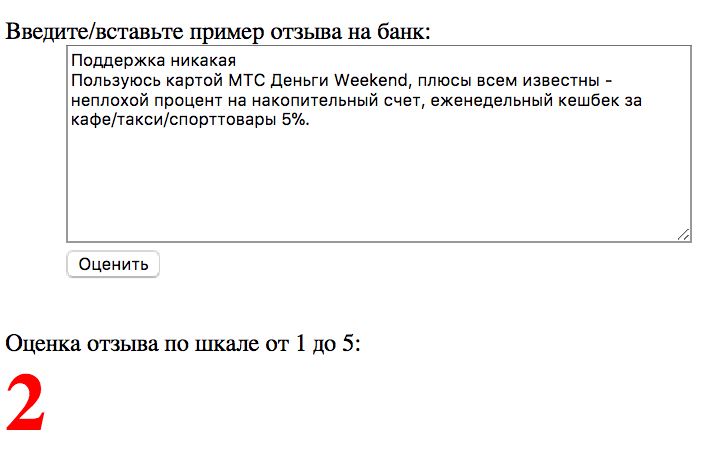 Введите/вставьте пример отзыва на банк:
Поддержка никакая
Пользуюсь картой МТС Деньги Weekend, плюсы всем известны -
неплохой процент на накопительный счет, еженедельный кешбек за
кафе/такси/спорттовары 5%.
Оценить
Оценка отзыва по шкале от 1 до 5:
2